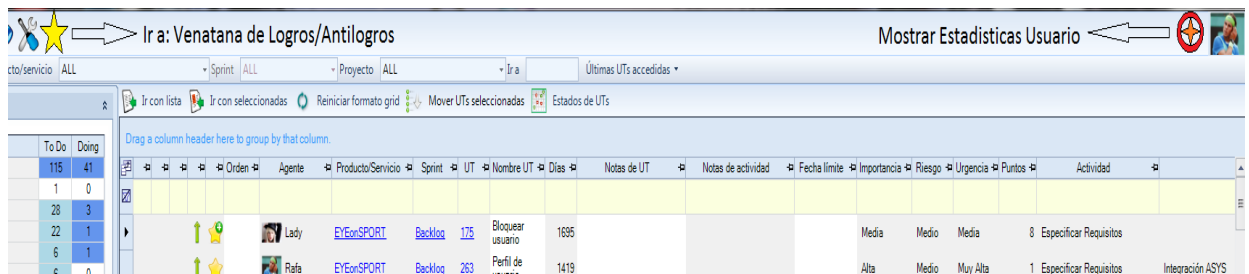 Ir a: Venatana de Logros/Antilogros
Mostrar Estadisticas Usuario
cto/servicio ALL Sprint ALL Proyecto ALL Ir a Últimas UTs accedidas
Ir con lista Ir con seleccionadas Reiniciar formato grid Mover UTs seleccionadas Estados de UTs
Drag a column header here to group by that column.
To Do Doing
Orden Agente Producto/Servicio Sprint UT Nombre UT Días Notas de UT Notas de actividad Fecha límite Importancia Riesgo Urgencia Puntos Actividad
115 41
1 0
28 3
22 1
6 1
6 0
Lady EYEonSPORT Backlog 175 Bloquear usuario 1695 Media Medio Media 8 Especificar Requisitos
Rafa EYEonSPORT Backlog 263 Perfil de usuario 1419 Alta Medio Muy Alta 1 Especificar Requisitos Integración ASYS